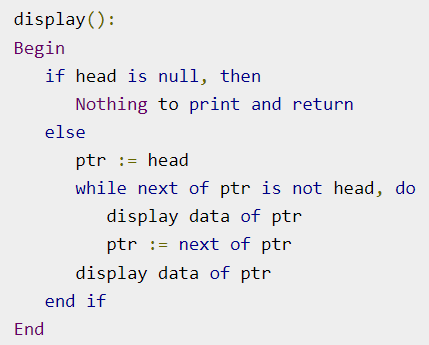 display():
Begin
   if head is null, then
      Nothing to print and return
   else
      ptr := head
      while next of ptr is not head, do
         display data of ptr
         ptr := next of ptr
      display data of ptr
   end if
End